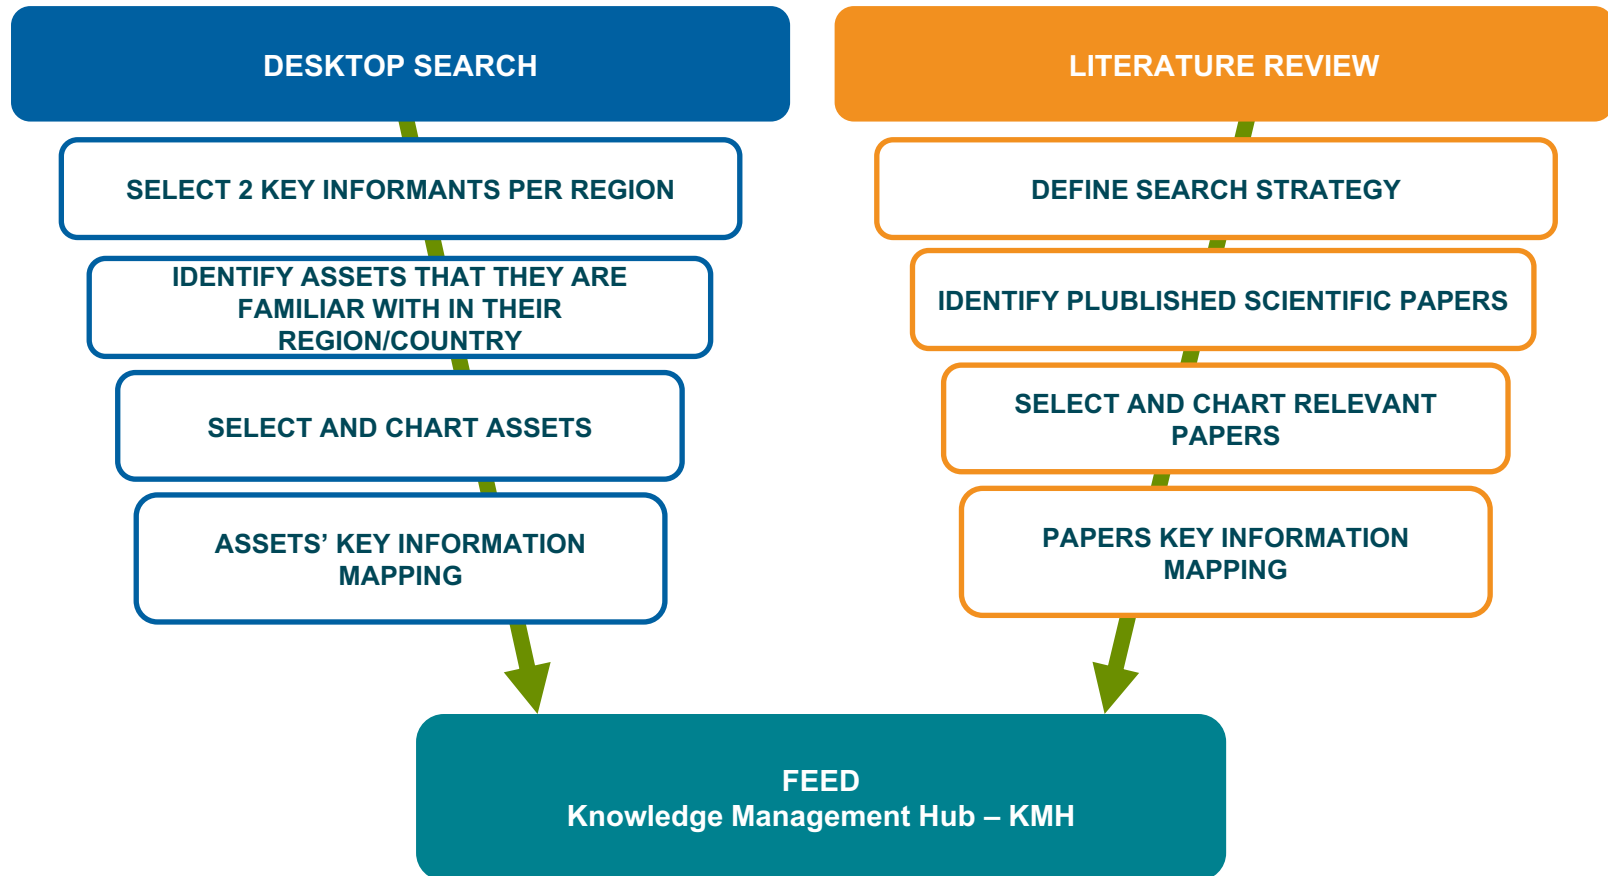 DESKTOP SEARCH
SELECT 2 KEY INFORMANTS PER REGION
IDENTIFY ASSETS THAT THEY ARE
FAMILIAR WITH IN THEIR
REGION/COUNTRY
SELECT AND CHART ASSETS
ASSETS’ KEY INFORMATION
MAPPING
LITERATURE REVIEW
DEFINE SEARCH STRATEGY
IDENTIFY PLUBLISHED SCIENTIFIC PAPERS
SELECT AND CHART RELEVANT
PAPERS
PAPERS KEY INFORMATION
MAPPING
FEED
Knowledge Management Hub – KMH